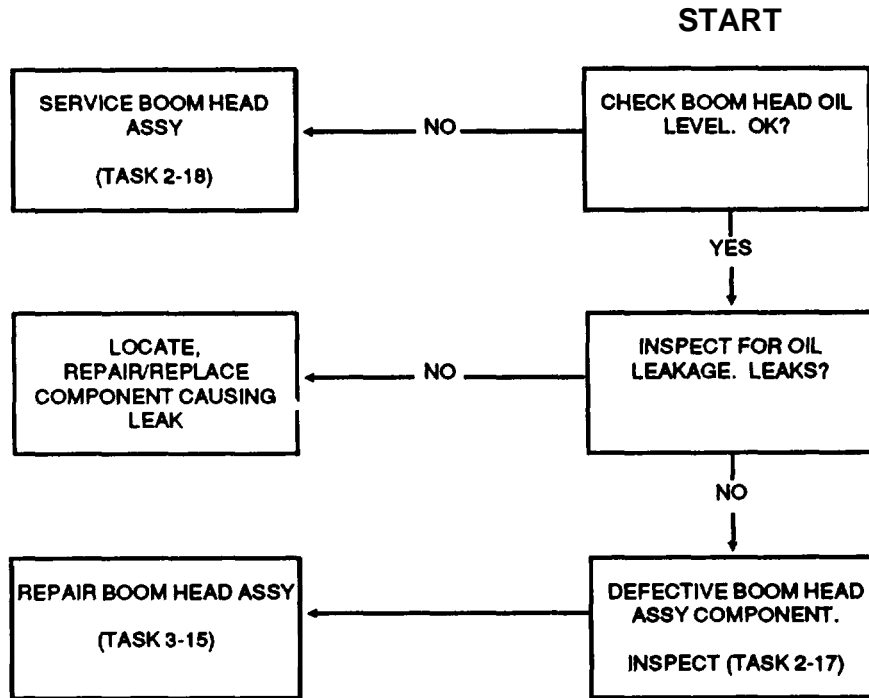 START
CHECK BOOM HEAD OIL
LEVEL. OK?
NO
SERVICE BOOM HEAD
ASSY
(TASK 2-18)
YES
INSPECT FOR OIL
LEAKAGE. LEAKS?
NO
LOCATE,
REPAIR/REPLACE
COMPONENT CAUSING
LEAK
NO
DEFECTIVE BOOM HEAD
ASSY COMPONENT.
INSPECT (TASK 2-17)
REPAIR BOOM HEAD ASSY
(TASK 3-15)